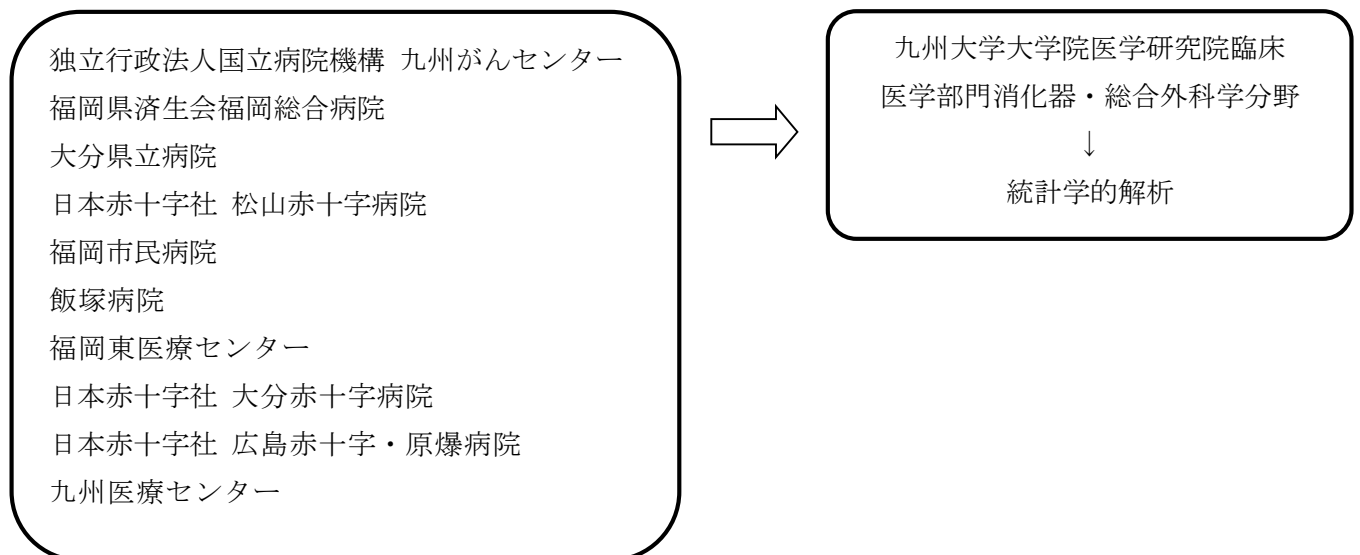 独立行政法人国立病院機構 九州がんセンター
福岡県済生会福岡総合病院
大分県立病院
日本赤十字社 松山赤十字病院
福岡市民病院
飯塚病院
福岡東医療センター
日本赤十字社 大分赤十字病院
日本赤十字社 広島赤十字・原爆病院
九州医療センター
九州大学大学院医学研究院臨床
医学部門消化器・総合外科学分野
↓
統計学的解析